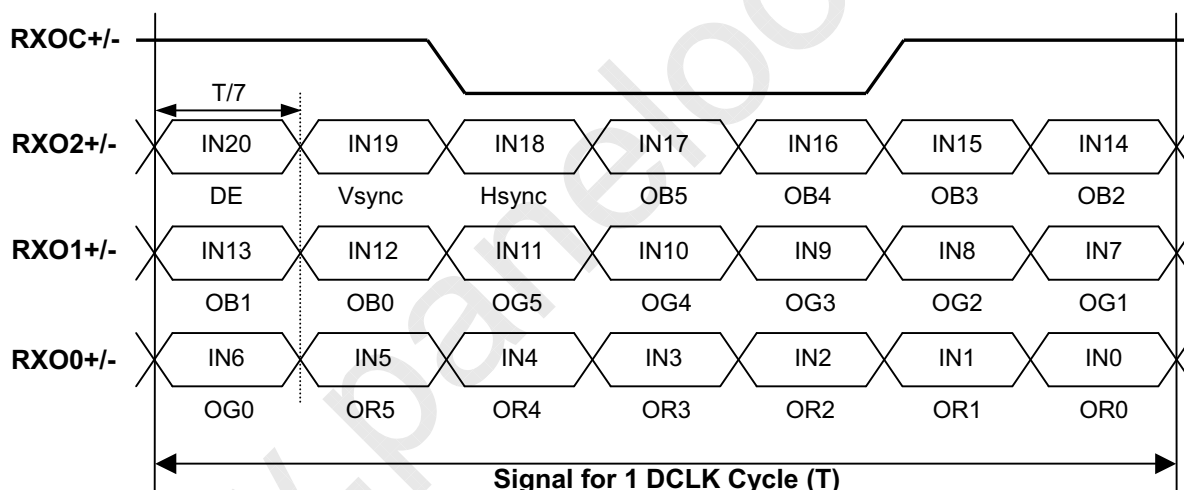 RXOC+/-
T/7
RXO2+/- IN20 IN19 IN18 IN17 IN16 IN15 IN14
DE Vsync Hsync OB5 OB4 OB3 OB2
RXO1+/- IN13 IN12 IN11 IN10 IN9 IN8 IN7
OB1 OB0 OG5 OG4 OG3 OG2 OG1
RXO0+/- IN6 IN5 IN4 IN3 IN2 IN1 IN0
OG0 OR5 OR4 OR3 OR2 OR1 OR0
Signal for 1 DCLK Cycle (T)